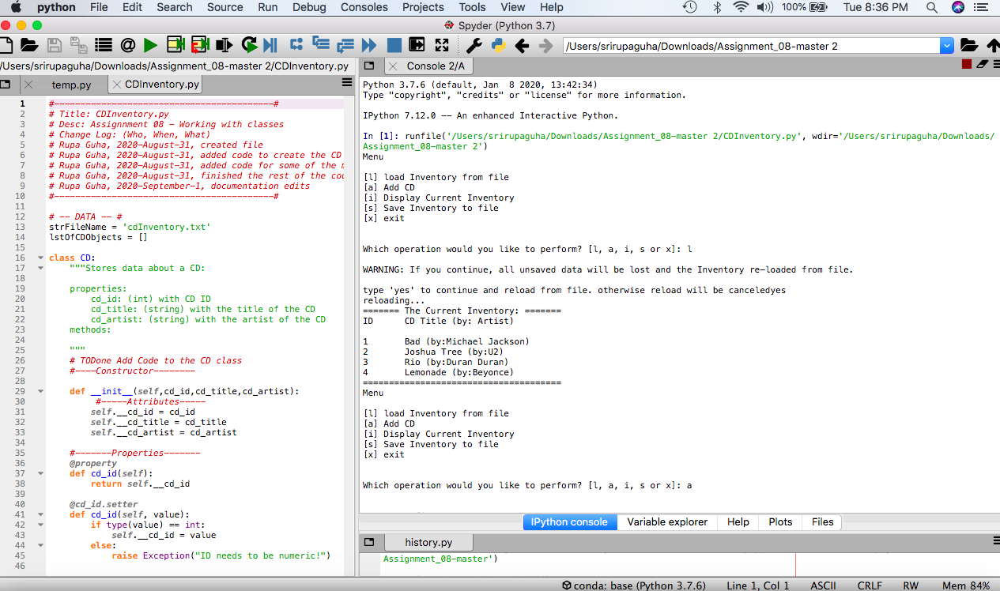 python File Edit Search Source Run Debug Consoles Projects Tools View Help 100% Tue 8:36 PM
Spyder (Python 3.7)
/Users/srirupaguha/Downloads/Assignment_08-master 2
/Users/srirupaguha/Downloads/Assignment_08-master 2/CDInventory.py
temp.py CDInventory.py
1 #------------------------------------------#
2 # Title: CDInventory.py
3 # Desc: Assignnment 08 - Working with classes
4 # Change Log: (Who, When, What)
5 # Rupa Guha, 2020-August-31, created file
6 # Rupa Guha, 2020-August-31, added code to create the CD
7 # Rupa Guha, 2020-August-31, added code for some of the
8 # Rupa Guha, 2020-August-31, finished the rest of the
9 # Rupa Guha, 2020-September-1, documentation edits
10 #------------------------------------------#
11
12 # -- DATA -- #
13 strFileName = 'cdInventory.txt'
14 lstOfCDObjects = []
15
16 class CD:
17 """Stores data about a CD:
18
19 properties:
20 cd_id: (int) with CD ID
21 cd_title: (string) with the title of the CD
22 cd_artist: (string) with the artist of the CD
23 methods:
24
25 """
26 # TODone Add Code to the CD class
27 #----Constructor--------
28
29 def __init__(self,cd_id,cd_title,cd_artist):
30 #-----Attributes-----
31 self.__cd_id = cd_id
32 self.__cd_title = cd_title
33 self.__cd_artist = cd_artist
34
35 #-------Properties-------
36 @property
37 def cd_id(self):
38 return self.__cd_id
39
40 @cd_id.setter
41 def cd_id(self, value):
42 if type(value) == int:
43 self.__cd_id = value
44 else:
45 raise Exception("ID needs to be numeric!")
46
Console 2/A
Python 3.7.6 (default, Jan 8 2020, 13:42:34)
Type "copyright", "credits" or "license" for more information.
IPython 7.12.0 -- An enhanced Interactive Python.
In [1]: runfile('/Users/srirupaguha/Downloads/Assignment_08-master 2/CDInventory.py', wdir='/Users/srirupaguha/Downloads/
Assignment_08-master 2')
Menu
[l] load Inventory from file
[a] Add CD
[i] Display Current Inventory
[s] Save Inventory to file
[x] exit
Which operation would you like to perform? [l, a, i, s or x]: l
WARNING: If you continue, all unsaved data will be lost and the Inventory re-loaded from file.
type 'yes' to continue and reload from file. otherwise reload will be canceledyes
reloading...
======= The Current Inventory: =======
ID CD Title (by: Artist)
1 Bad (by:Michael Jackson)
2 Joshua Tree (by:U2)
3 Rio (by:Duran Duran)
4 Lemonade (by:Beyonce)
======================================
Menu
[l] load Inventory from file
[a] Add CD
[i] Display Current Inventory
[s] Save Inventory to file
[x] exit
Which operation would you like to perform? [l, a, i, s or x]: a
IPython console Variable explorer Help Plots Files
history.py
Assignment_08-master')
conda: base (Python 3.7.6) Line 1, Col 1 ASCII CRLF RW Mem 84%